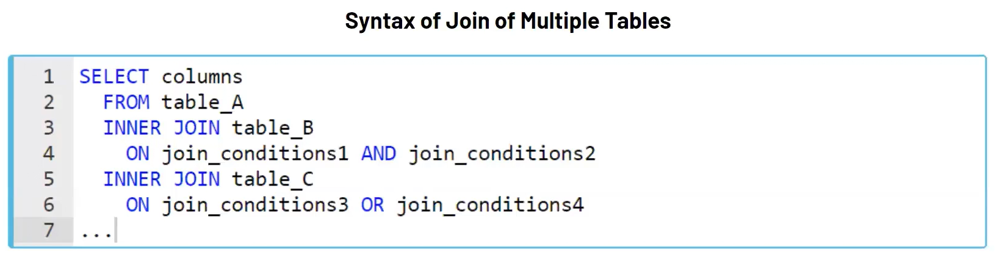 Syntax of Join of Multiple Tables
1 SELECT columns
2 FROM table_A
3 INNER JOIN table_B
4 ON join_conditions1 AND join_conditions2
5 INNER JOIN table_C
6 ON join_conditions3 OR join_conditions4
7 ...